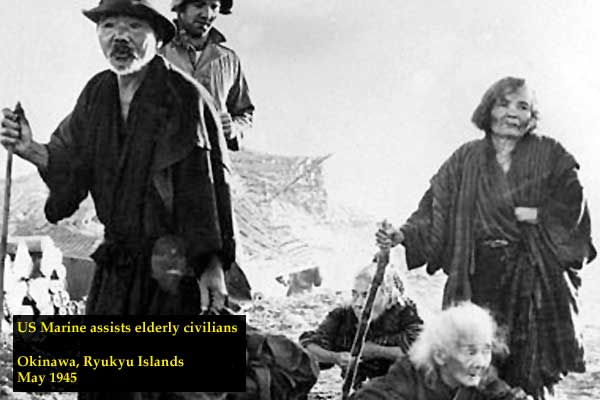 US Marine assists elderly civilians
Okinawa, Ryukyu Islands
May 1945